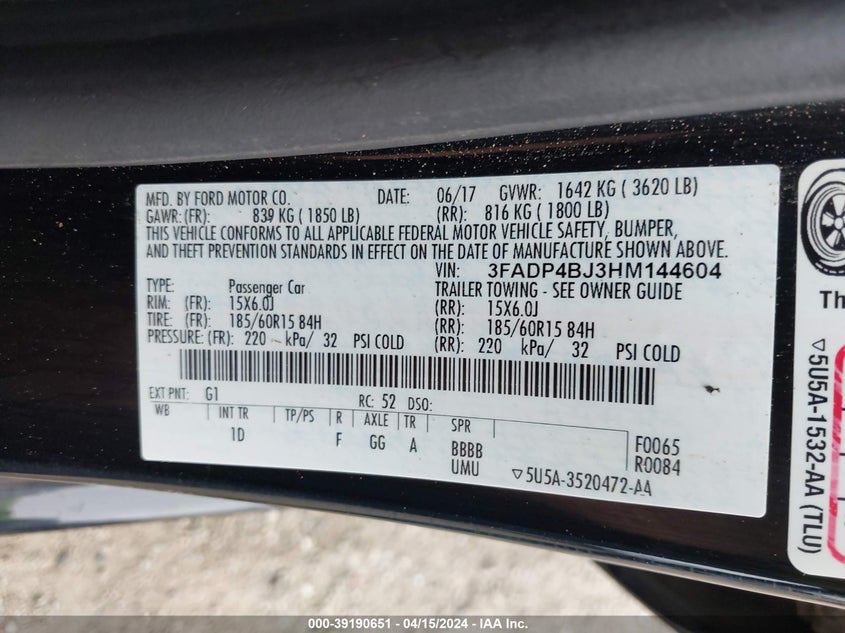 MFD. BY FORD MOTOR CO. DATE: 06/17 GVWR: 1642 KG ( 3620 LB)
GAWR: (FR): 839 KG ( 1850 LB) (RR): 816 KG ( 1800 LB)
THIS VEHICLE CONFORMS TO ALL APPLICABLE FEDERAL MOTOR VEHICLE SAFETY, BUMPER,
AND THEFT PREVENTION STANDARDS IN EFFECT ON THE DATE OF MANUFACTURE SHOWN ABOVE.
VIN: 3FADP4BJ3HM144604
TYPE: Passenger Car TRAILER TOWING - SEE OWNER GUIDE
RIM: (FR): 15X6.0J (RR): 15X6.0J
TIRE: (FR): 185/60R15 84H (RR): 185/60R15 84H
PRESSURE: (FR): 220 kPa/ 32 PSI COLD (RR): 220 kPa/ 32 PSI COLD
EXT PNT: G1 RC: 52 DSO:
WB INT TR TP/PS R AXLE TR SPR
1D F GG A BBBB F0065
UMU R0084
▽5U5A-3520472-AA
Th
▽5U5A-1532-AA (TLU)
000-39190651 - 04/15/2024 - IAA Inc.